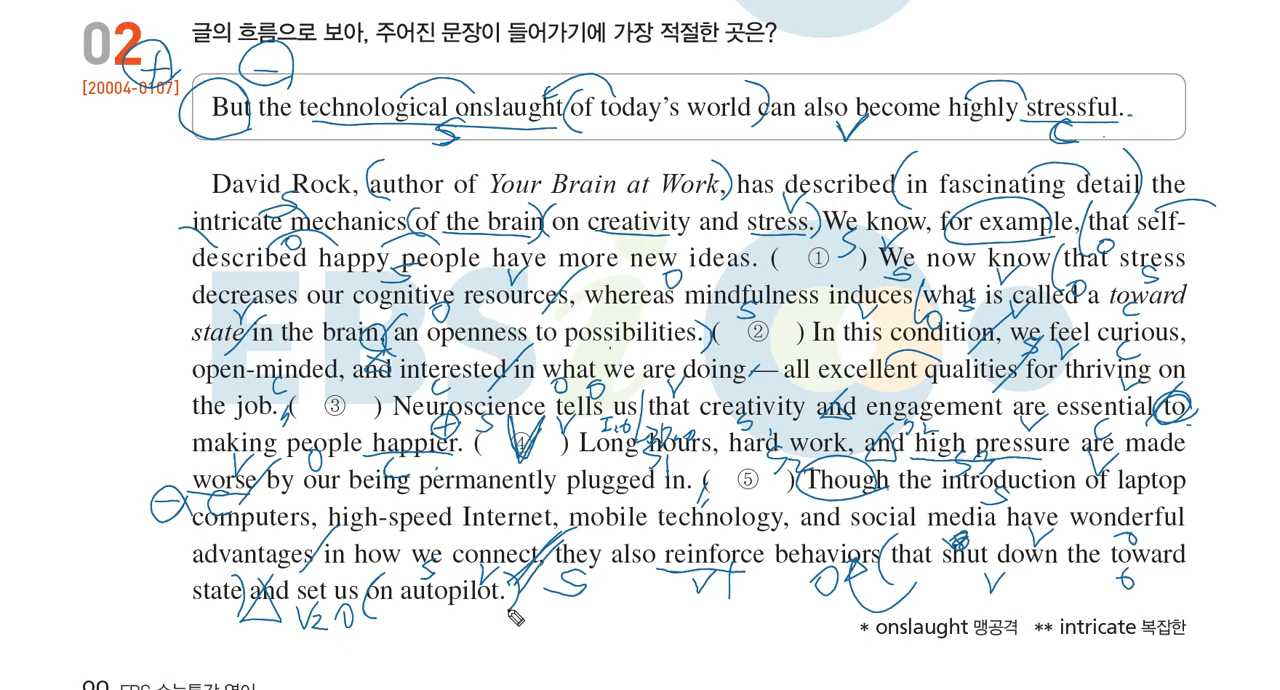 02 글의 흐름으로 보아, 주어진 문장이 들어가기에 가장 적절한 곳은?
[20004-0107]
But the technological onslaught of today's world can also become highly stressful.
David Rock, author of Your Brain at Work, has described in fascinating detail the
intricate mechanics of the brain on creativity and stress. We know, for example, that self-
described happy people have more new ideas. ( ① ) We now know that stress
decreases our cognitive resources, whereas mindfulness induces what is called a toward
state in the brain, an openness to possibilities. ( ② ) In this condition, we feel curious,
open-minded, and interested in what we are doing — all excellent qualities for thriving on
the job. ( ③ ) Neuroscience tells us that creativity and engagement are essential to
making people happier. ( ④ ) Long hours, hard work, and high pressure are made
worse by our being permanently plugged in. ( ⑤ ) Though the introduction of laptop
computers, high-speed Internet, mobile technology, and social media have wonderful
advantages in how we connect, they also reinforce behaviors that shut down the toward
state and set us on autopilot.
* onslaught 맹공격 ** intricate 복잡한